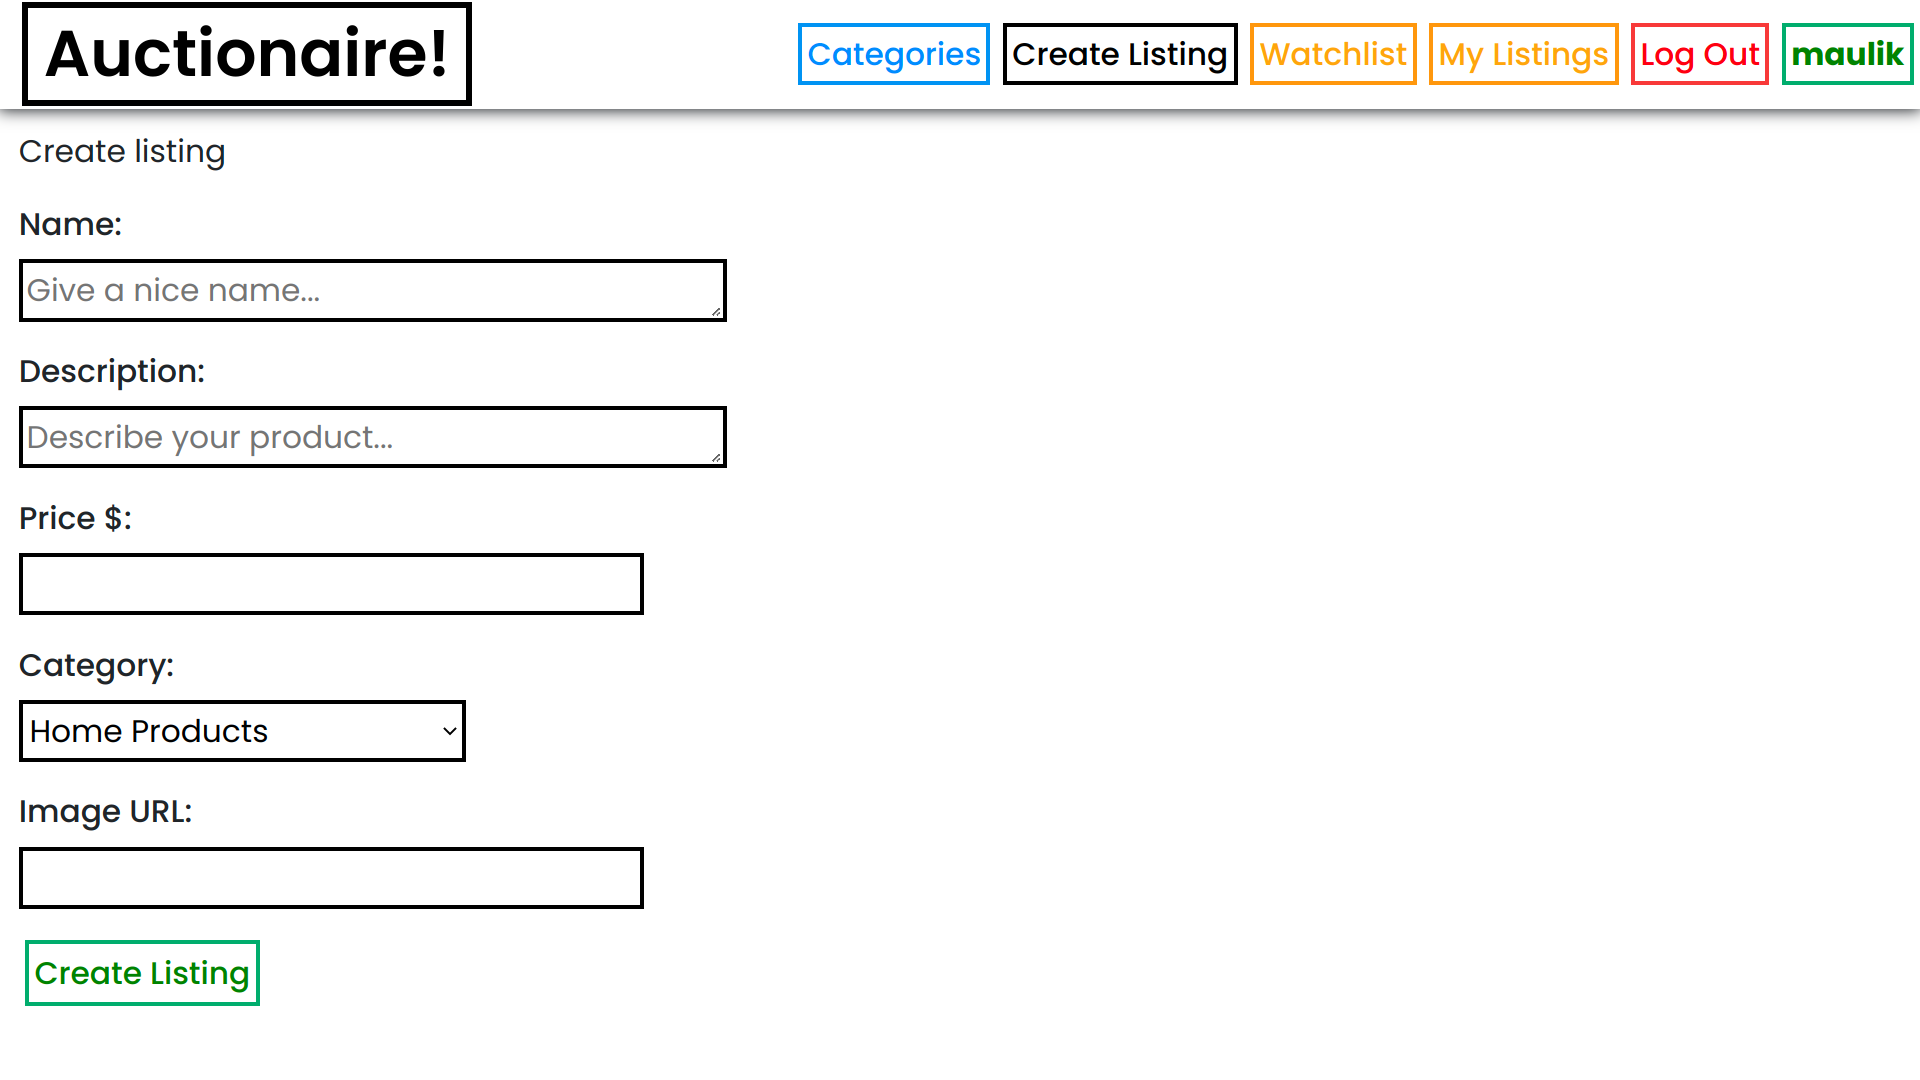 Auctionaire!
Categories Create Listing Watchlist My Listings Log Out maulik
Create listing
Name:
Give a nice name...
Description:
Describe your product...
Price $:
Category:
Home Products
Image URL:
Create Listing